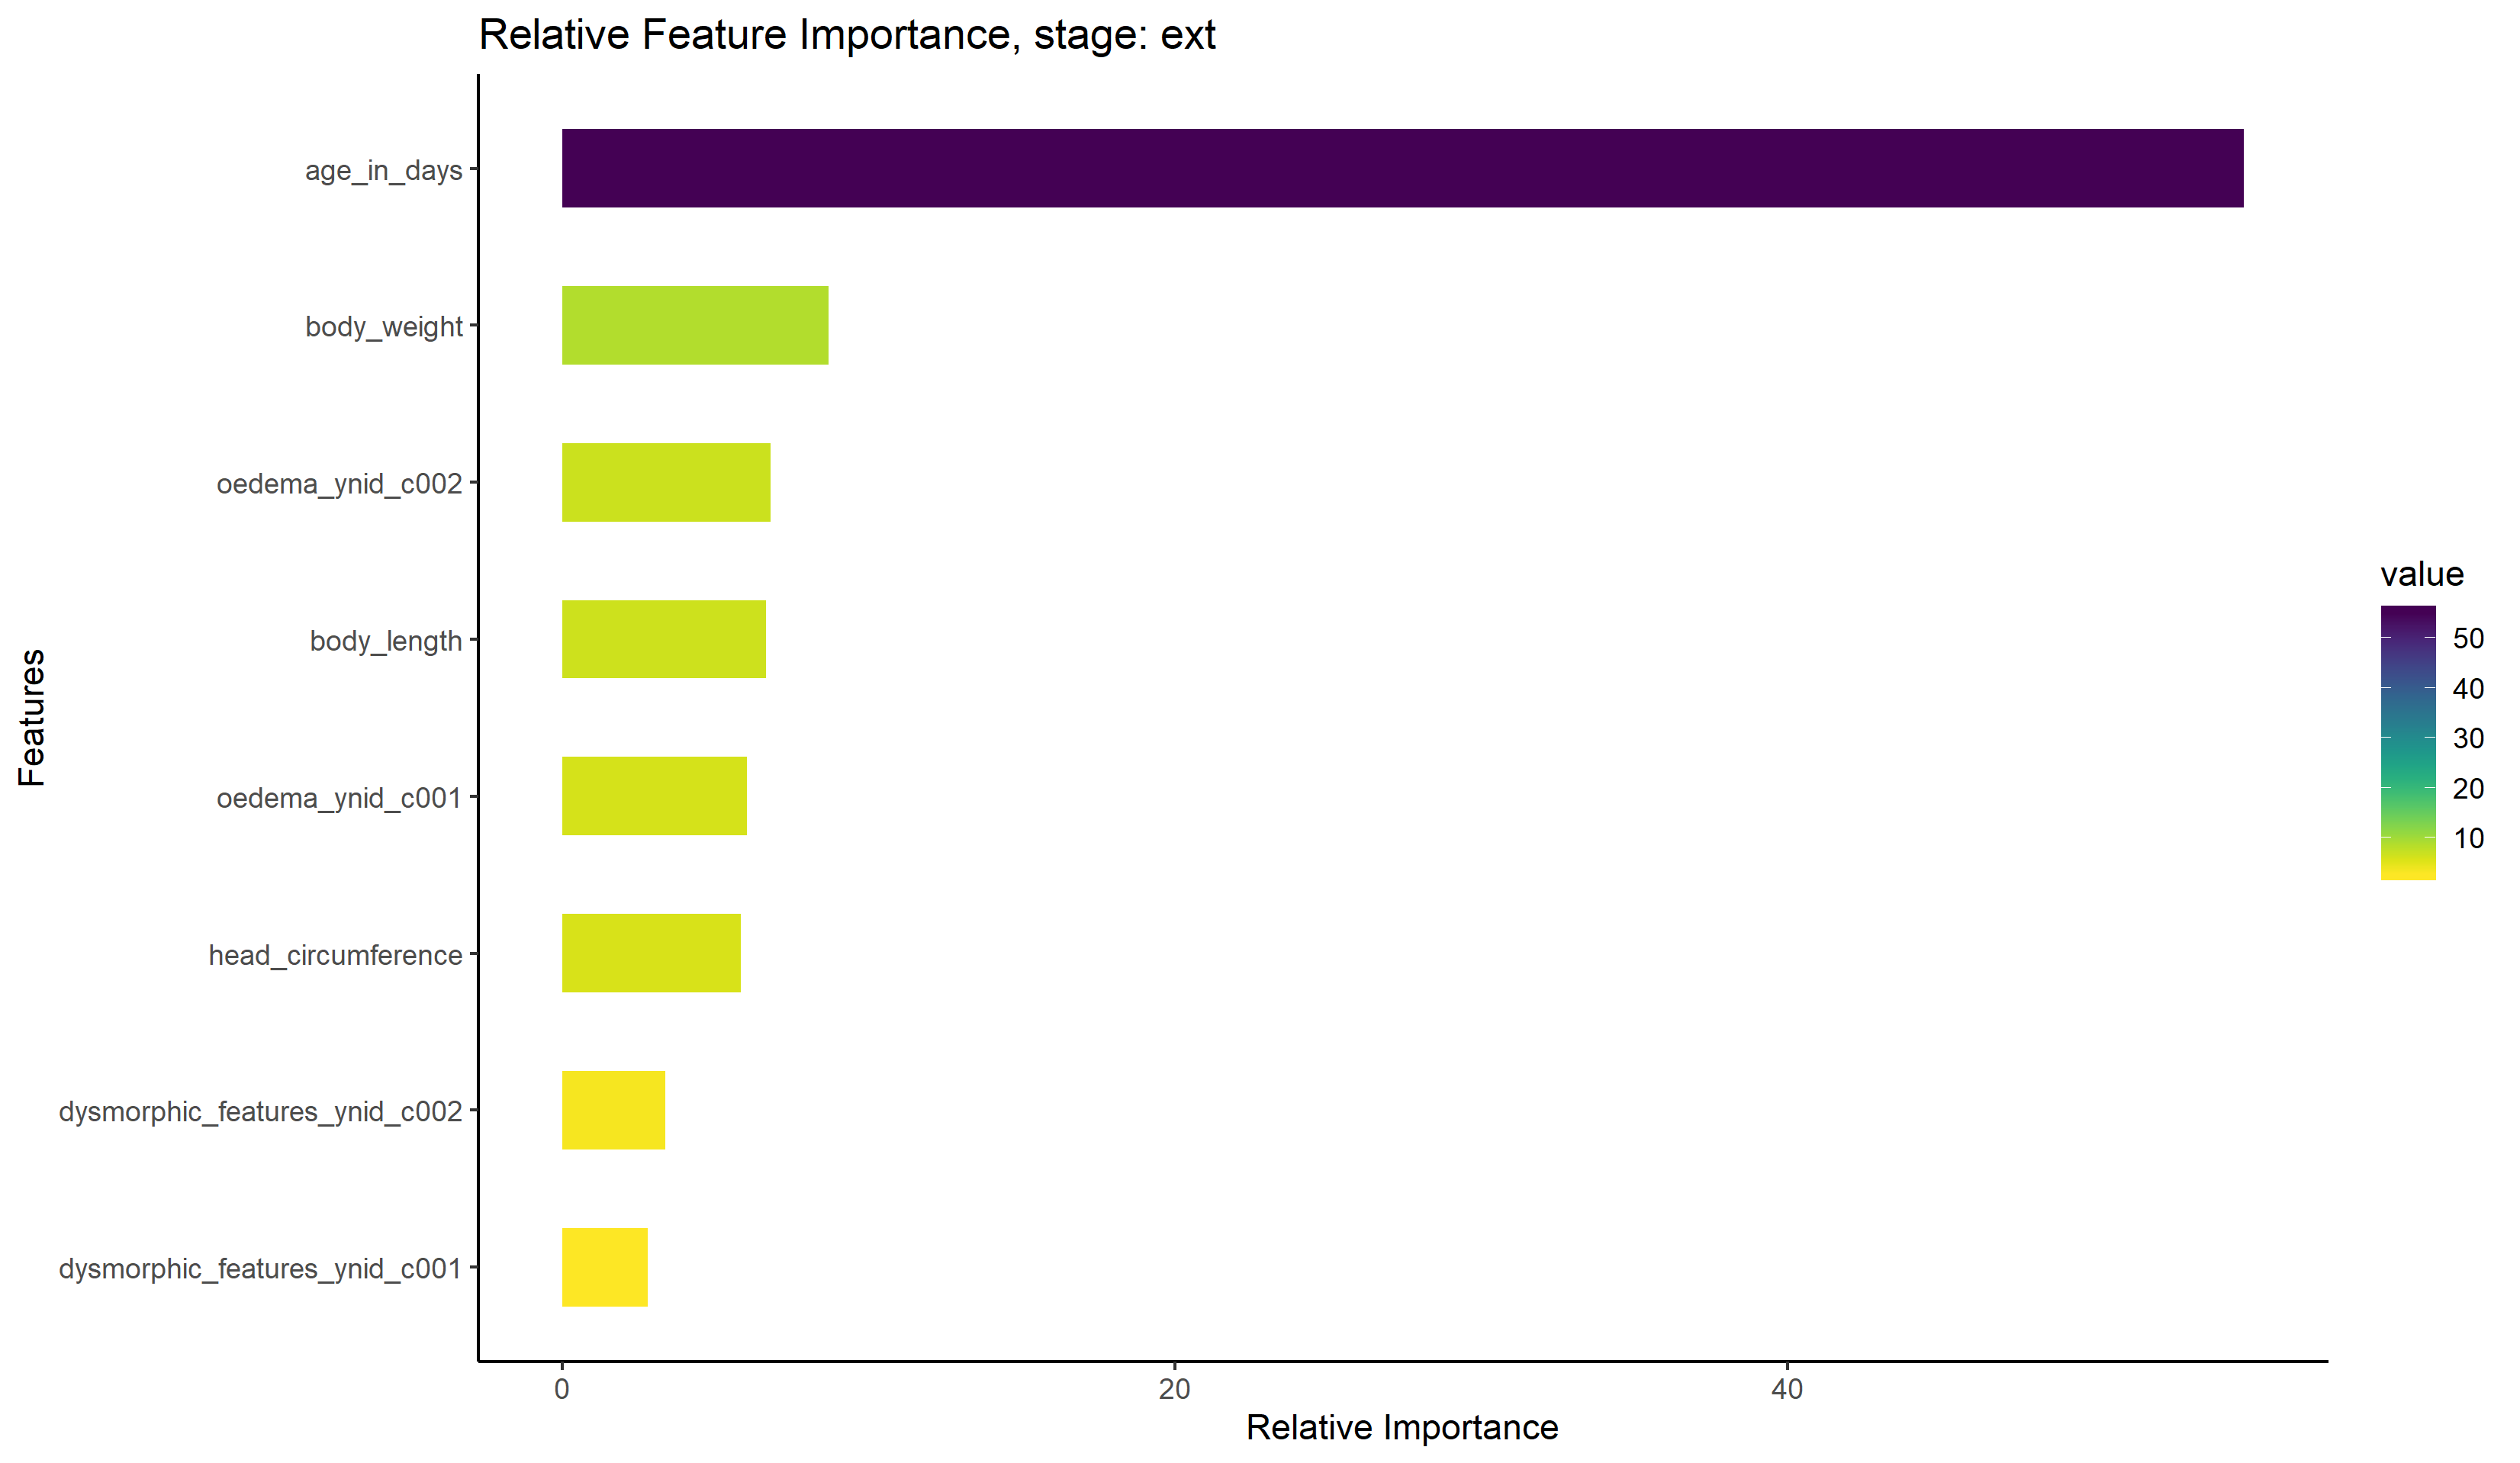 Relative Feature Importance, stage: ext
Features
age_in_days
body_weight
oedema_ynid_c002
body_length
oedema_ynid_c001
head_circumference
dysmorphic_features_ynid_c002
dysmorphic_features_ynid_c001
0 20 40
Relative Importance
value
50
40
30
20
10